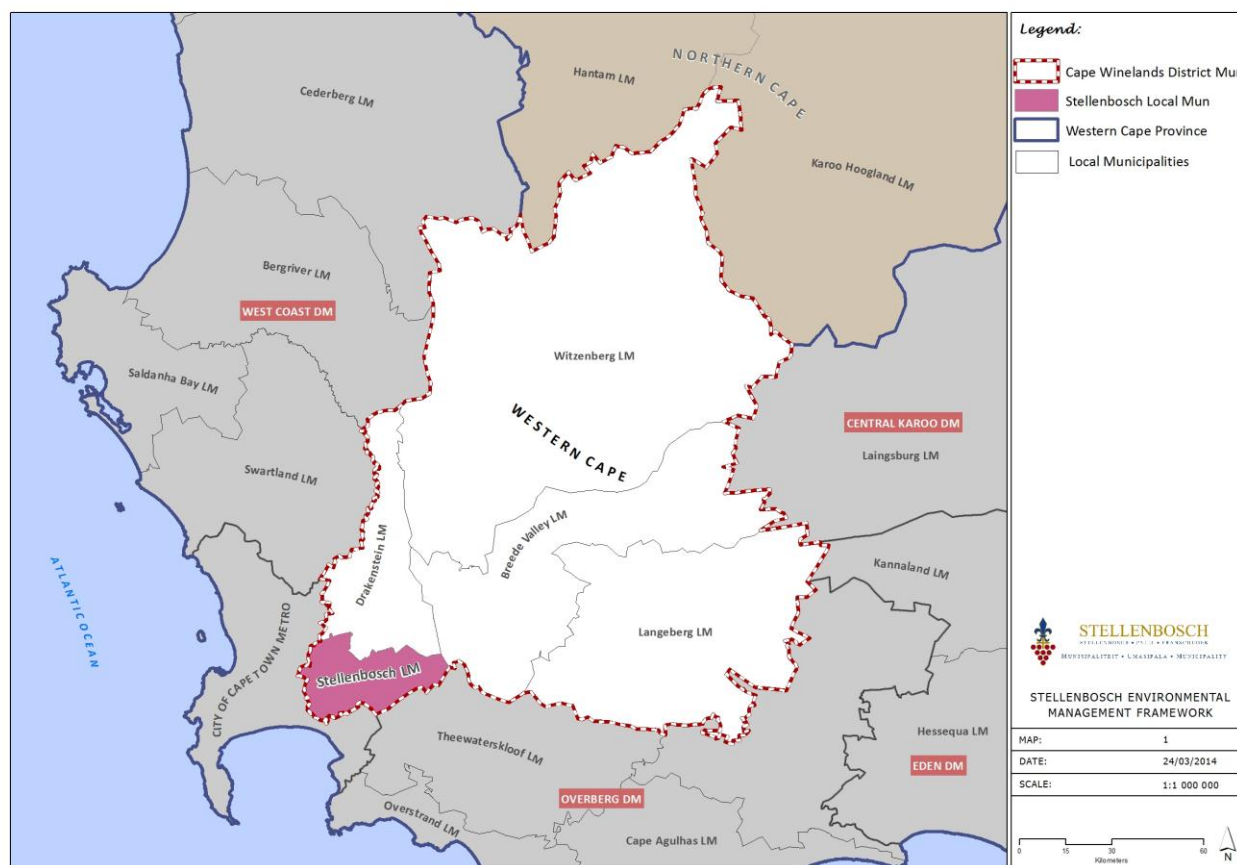 Hantam LM
NORTHERN CAPE
Cederberg LM
Karoo Hoogland LM
Bergriver LM
WEST COAST DM
Witzenberg LM
Saldanha Bay LM
WESTERN CAPE
CENTRAL KAROO DM
Laingsburg LM
Swartland LM
Breede Valley LM
Drakenstein LM
Kannaland LM
ATLANTIC OCEAN
CITY OF CAPE TOWN METRO
Langeberg LM
Stellenbosch LM
Theewaterskloof LM
Hessequa LM
EDEN DM
OVERBERG DM
Overstrand LM
Cape Agulhas LM
Legend:
Cape Winelands District Mun
Stellenbosch Local Mun
Western Cape Province
Local Municipalities
STELLENBOSCH
MUNISIPALITEIT • UMASIPALA • MUNICIPALITY
STELLENBOSCH ENVIRONMENTAL
MANAGEMENT FRAMEWORK
MAP: 1
DATE: 24/03/2014
SCALE: 1:1 000 000
0 15 30 60
Kilometers
N